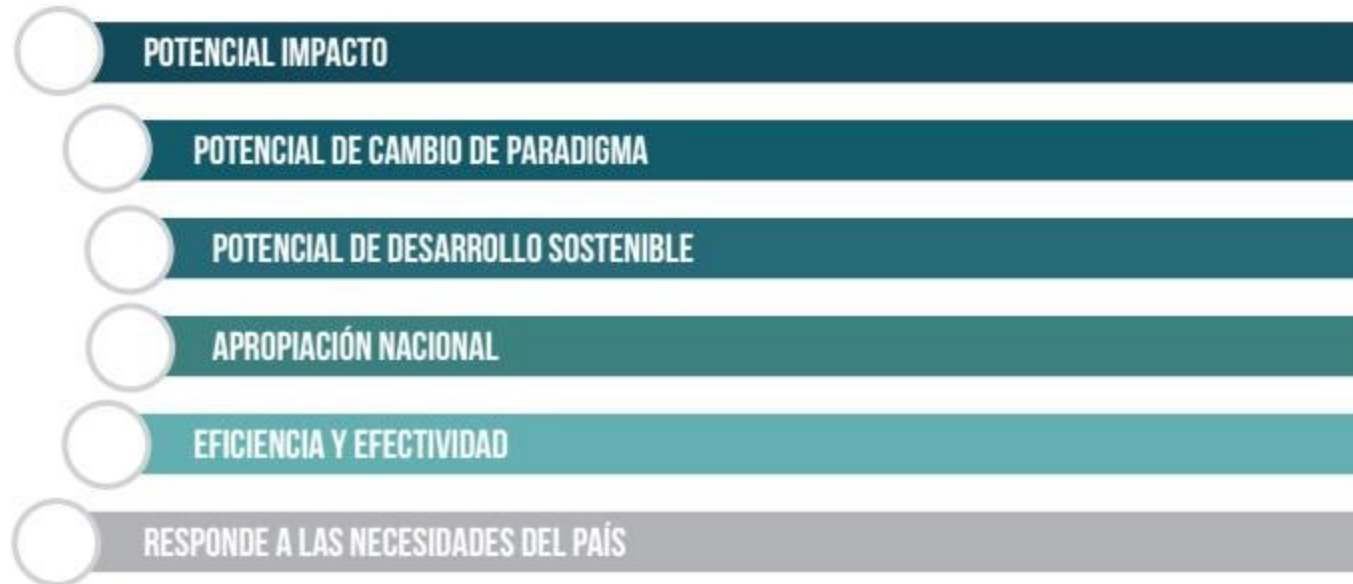 POTENCIAL IMPACTO
POTENCIAL DE CAMBIO DE PARADIGMA
POTENCIAL DE DESARROLLO SOSTENIBLE
APROPIACIÓN NACIONAL
EFICIENCIA Y EFECTIVIDAD
RESPONDE A LAS NECESIDADES DEL PAÍS